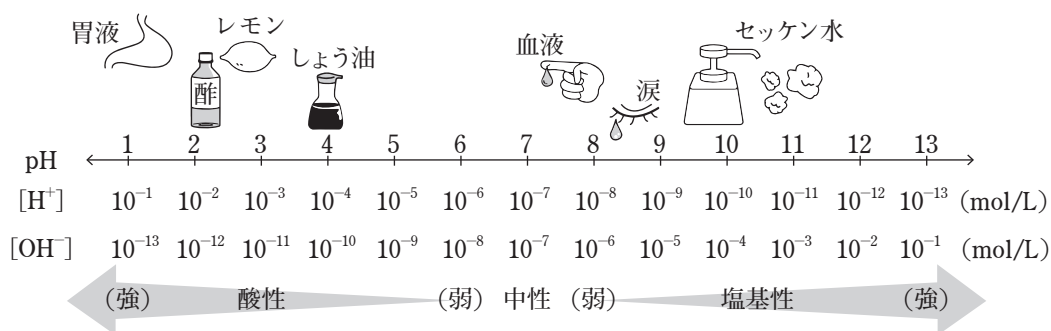 胃液
レモン
酢
しょう油
血液
涙
セッケン水
pH 1 2 3 4 5 6 7 8 9 10 11 12 13
[H⁺] 10⁻¹ 10⁻² 10⁻³ 10⁻⁴ 10⁻⁵ 10⁻⁶ 10⁻⁷ 10⁻⁸ 10⁻⁹ 10⁻¹⁰ 10⁻¹¹ 10⁻¹² 10⁻¹³ (mol/L)
[OH⁻] 10⁻¹³ 10⁻¹² 10⁻¹¹ 10⁻¹⁰ 10⁻⁹ 10⁻⁸ 10⁻⁷ 10⁻⁶ 10⁻⁵ 10⁻⁴ 10⁻³ 10⁻² 10⁻¹ (mol/L)
(強) 酸性 (弱) 中性 (弱) 塩基性 (強)